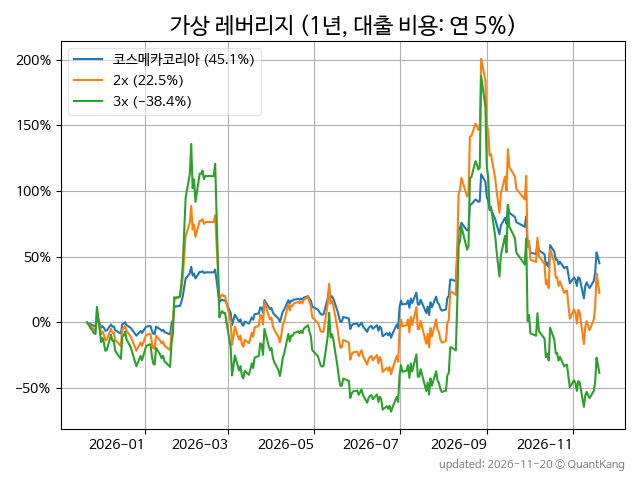 가상 레버리지 (1년, 대출 비용: 연 5%)
코스메카코리아 (45.1%)
2x (22.5%)
3x (−38.4%)
200%
150%
100%
50%
0%
−50%
2026-01
2026-03
2026-05
2026-07
2026-09
2026-11
updated: 2026-11-20 © QuantKang